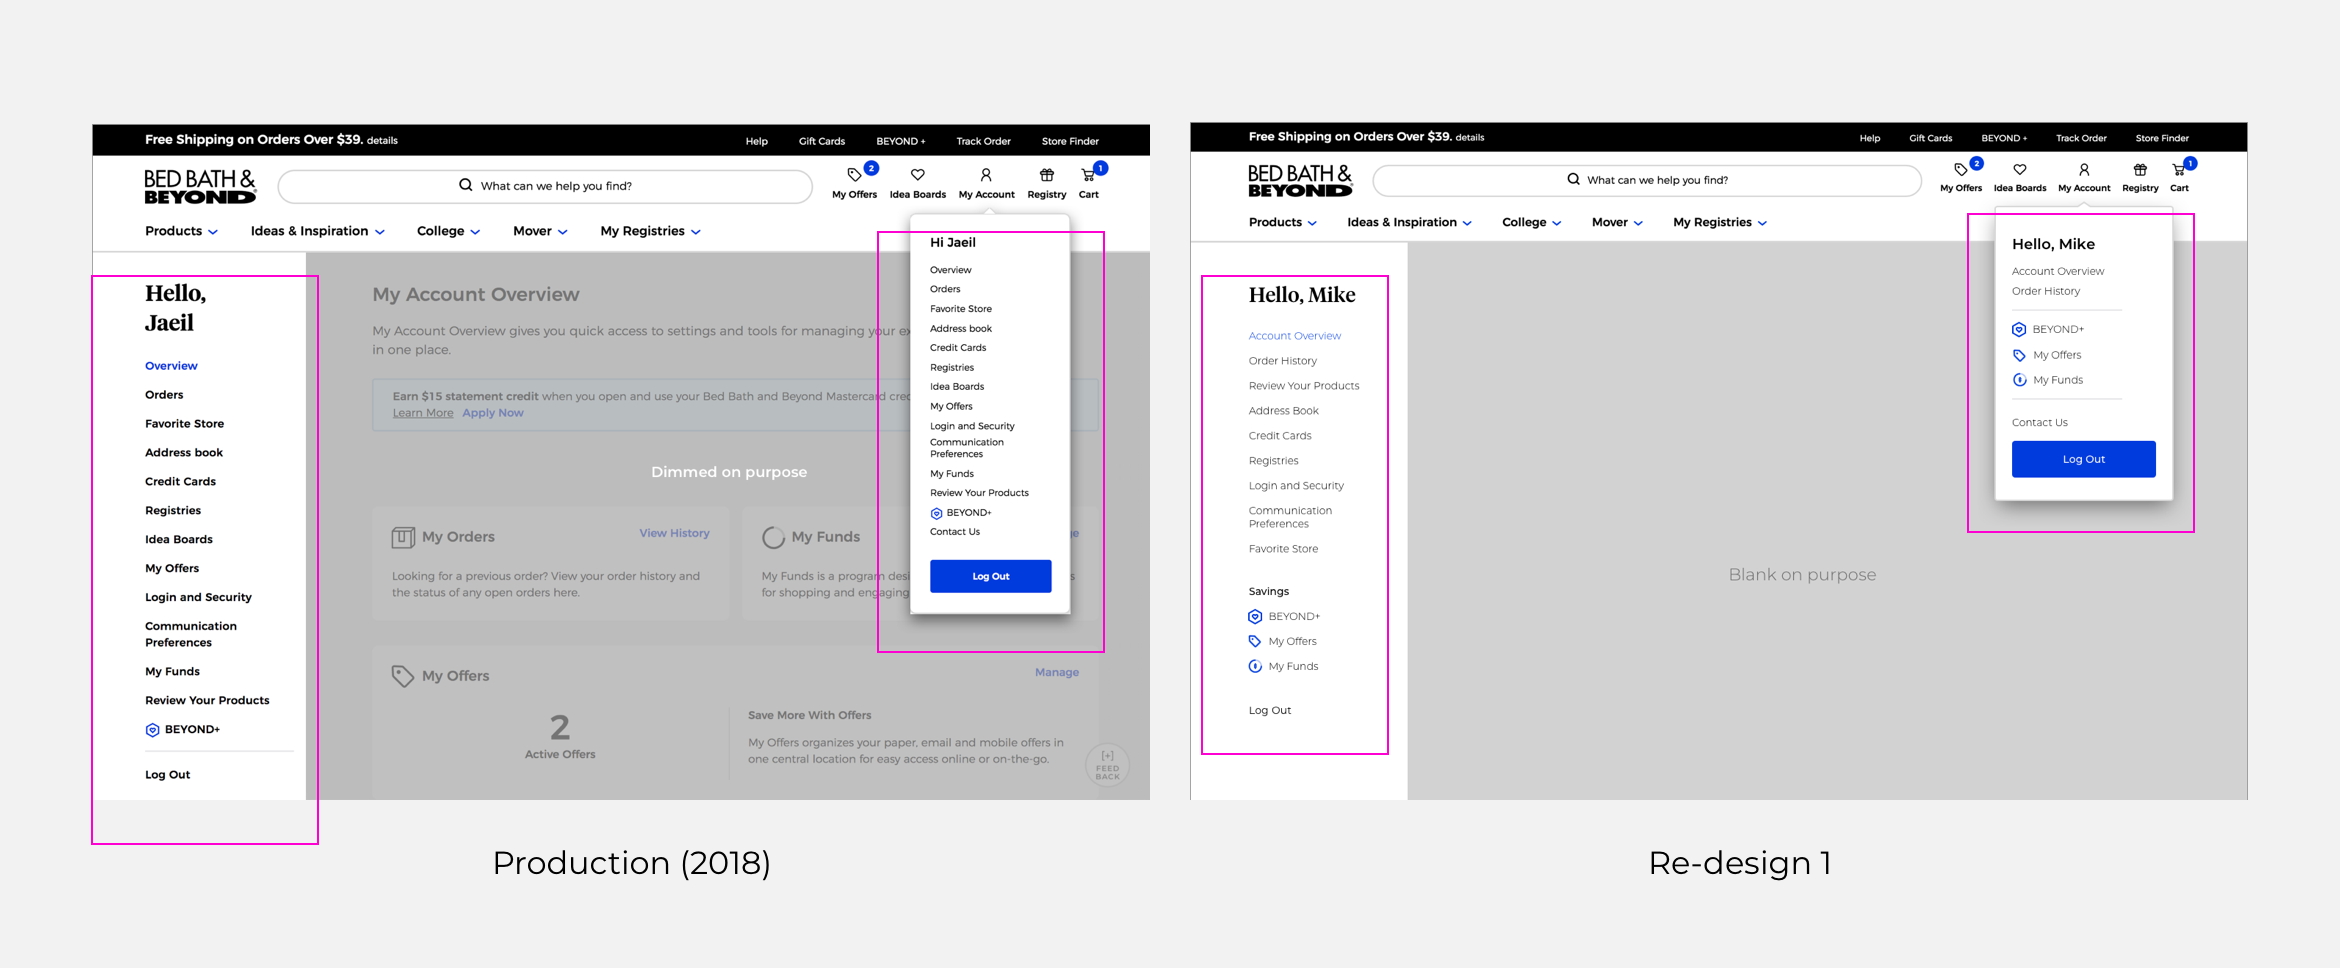 Free Shipping on Orders Over $39. details
Help Gift Cards BEYOND + Track Order Store Finder
BED BATH &
BEYOND
What can we help you find?
2
1
My Offers Idea Boards My Account Registry Cart
Products Ideas & Inspiration College Mover My Registries
Hello,
Jaeil
Overview
Orders
Favorite Store
Address book
Credit Cards
Registries
Idea Boards
My Offers
Login and Security
Communication
Preferences
My Funds
Review Your Products
BEYOND+
Log Out
My Account Overview
My Account Overview gives you quick access to settings and tools for managing your ex
in one place.
Earn $15 statement credit when you open and use your Bed Bath and Beyond Mastercard cre
Learn More Apply Now
Dimmed on purpose
My Orders View History
Looking for a previous order? View your order history and
the status of any open orders here.
My Funds
My Funds is a program desi
for shopping and engaging
My Offers Manage
2
Active Offers
Save More With Offers
My Offers organizes your paper, email and mobile offers in
one central location for easy access online or on-the-go.
[+]
FEED
BACK
Hi Jaeil
Overview
Orders
Favorite Store
Address book
Credit Cards
Registries
Idea Boards
My Offers
Login and Security
Communication
Preferences
My Funds
Review Your Products
BEYOND+
Contact Us
Log Out
Production (2018)
Free Shipping on Orders Over $39. details
Help Gift Cards BEYOND + Track Order Store Finder
BED BATH &
BEYOND
What can we help you find?
2
1
My Offers Idea Boards My Account Registry Cart
Products Ideas & Inspiration College Mover My Registries
Hello, Mike
Account Overview
Order History
Review Your Products
Address Book
Credit Cards
Registries
Login and Security
Communication
Preferences
Favorite Store
Savings
BEYOND+
My Offers
My Funds
Log Out
Blank on purpose
Hello, Mike
Account Overview
Order History
BEYOND+
My Offers
My Funds
Contact Us
Log Out
Re-design 1